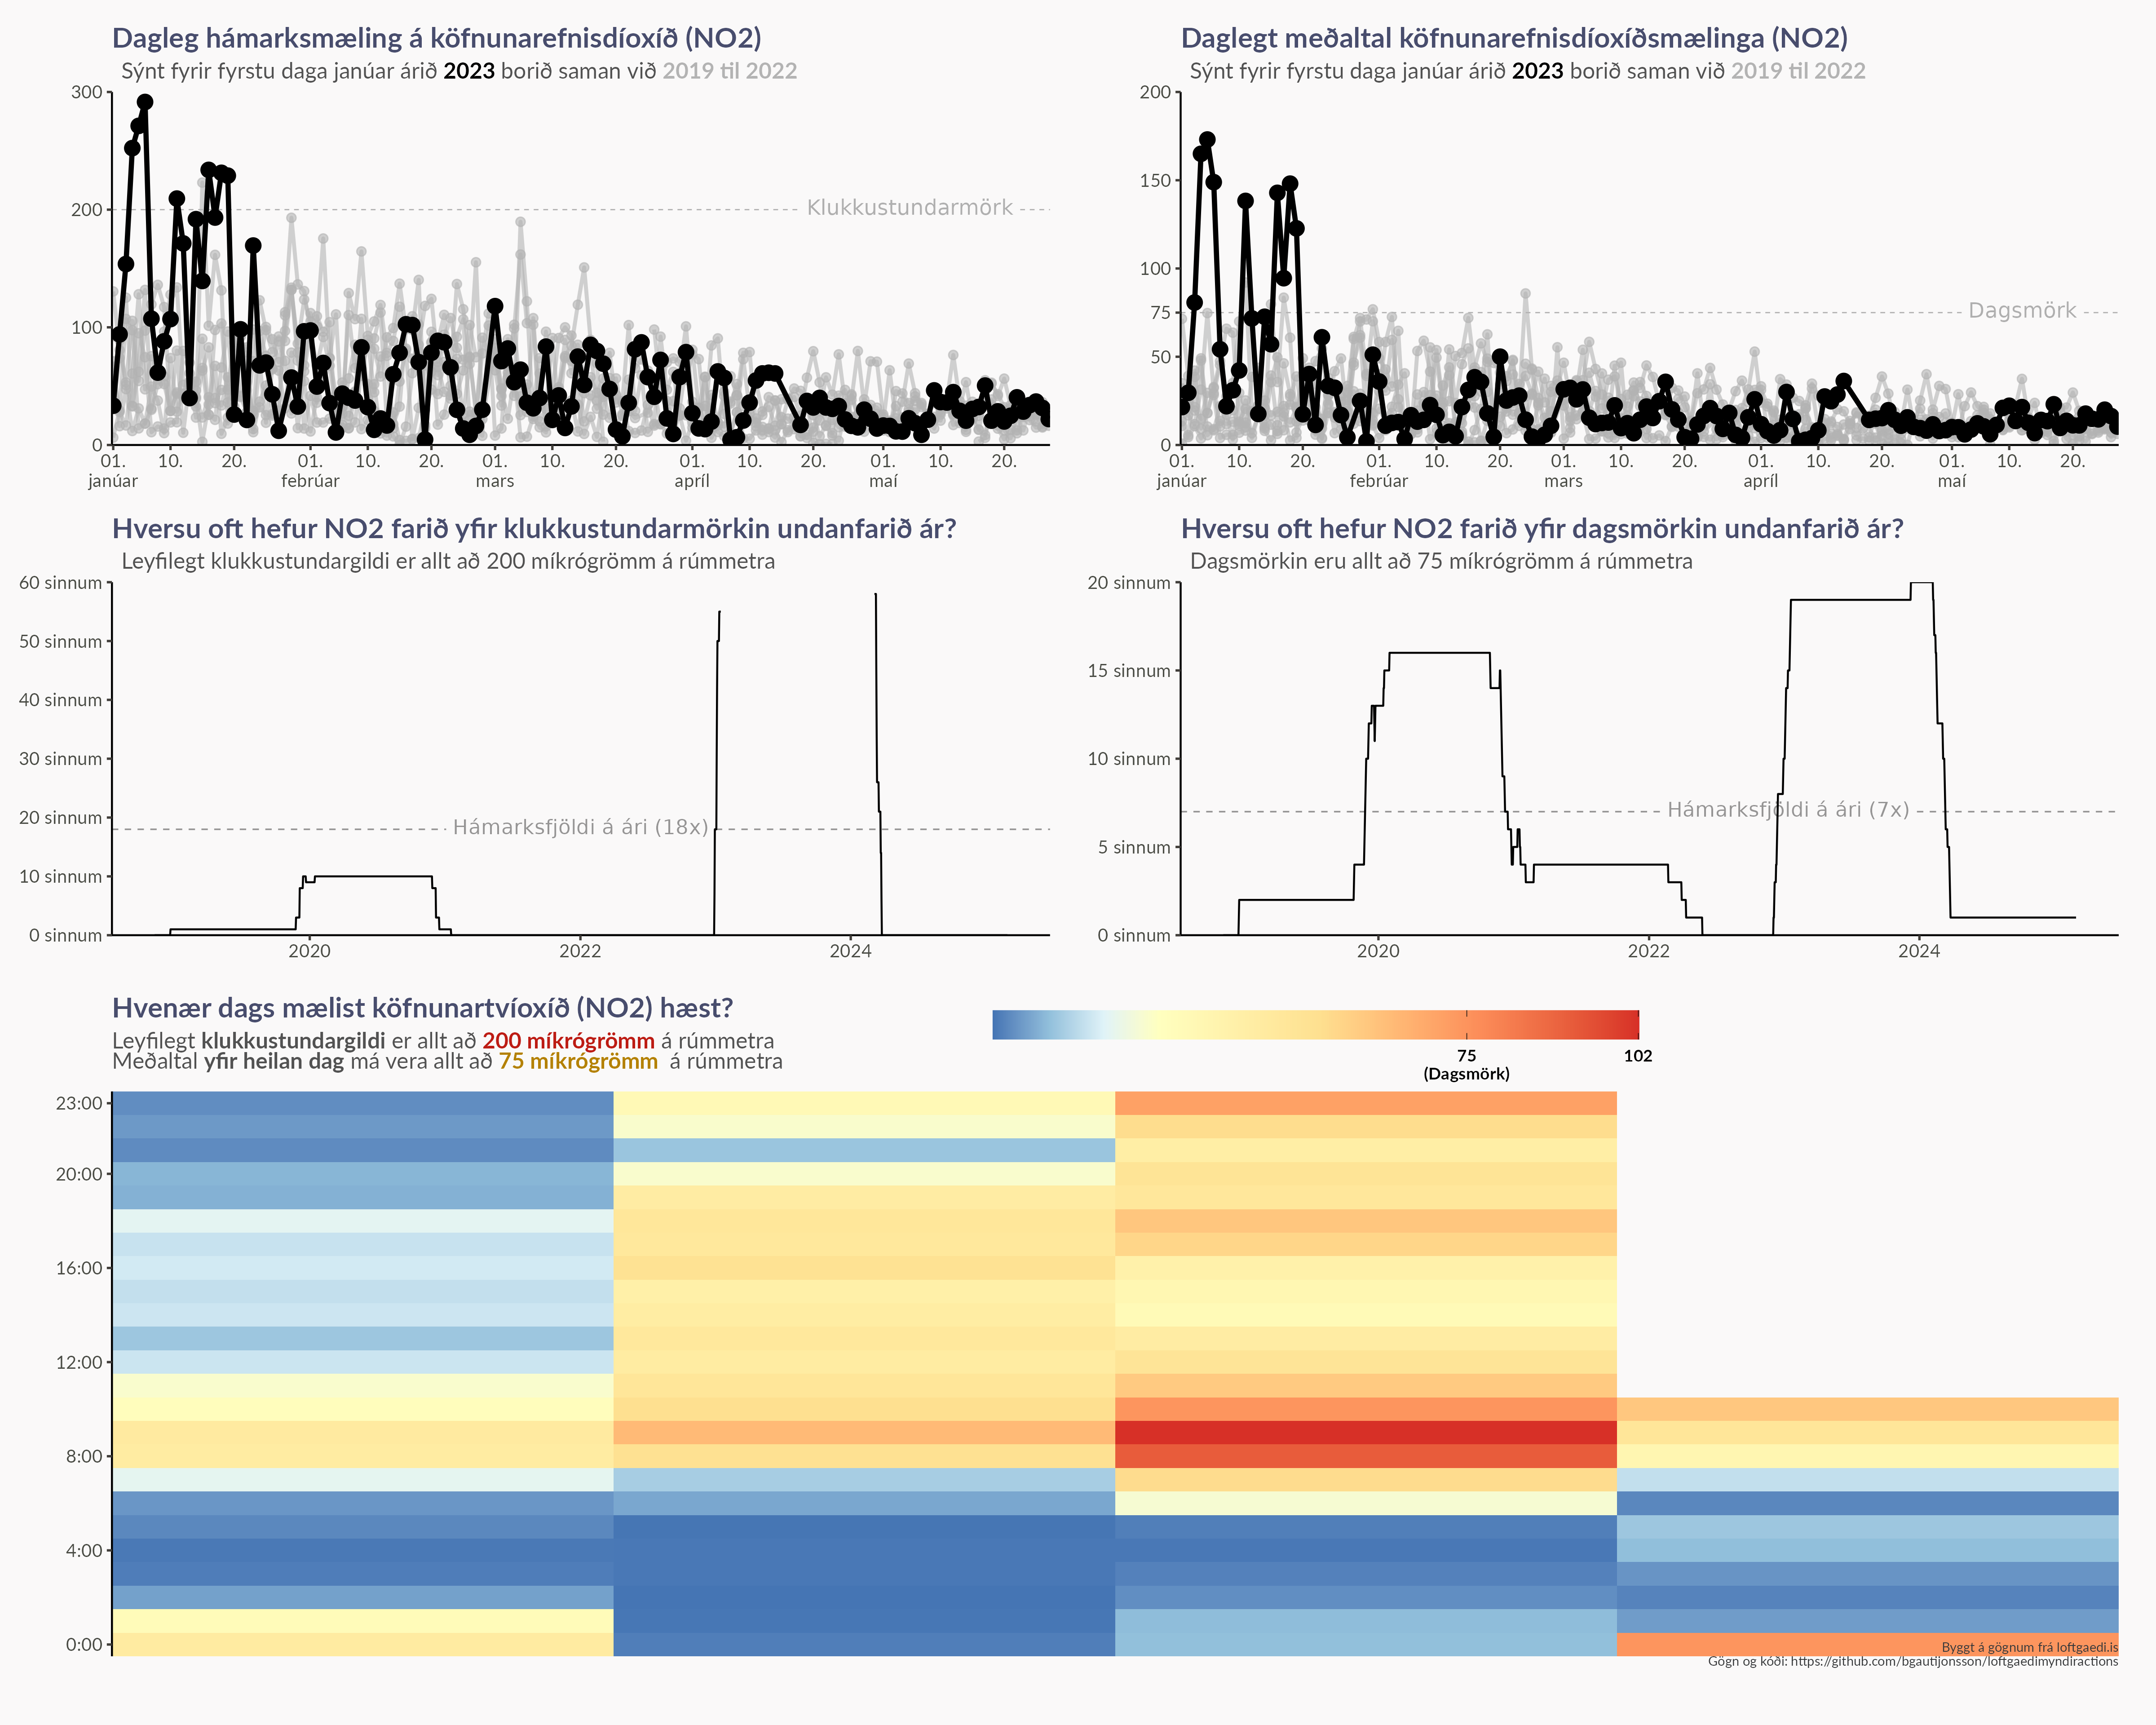 Dagleg hámarksmæling á köfnunarefnisdíoxíð (NO2)
Sýnt fyrir fyrstu daga janúar árið 2023 borið saman við 2019 til 2022
300
200
100
0
Klukkustundarmörk
01. 10. 20. 01. 10. 20. 01. 10. 20. 01. 10. 20. 01. 10. 20.
janúar febrúar mars apríl maí
Daglegt meðaltal köfnunarefnisdíoxíðsmælinga (NO2)
Sýnt fyrir fyrstu daga janúar árið 2023 borið saman við 2019 til 2022
200
150
100
75
50
0
Dagsmörk
01. 10. 20. 01. 10. 20. 01. 10. 20. 01. 10. 20. 01. 10. 20.
janúar febrúar mars apríl maí
Hversu oft hefur NO2 farið yfir klukkustundarmörkin undanfarið ár?
Leyfilegt klukkustundargildi er allt að 200 míkrógrömm á rúmmetra
60 sinnum
50 sinnum
40 sinnum
30 sinnum
20 sinnum
10 sinnum
0 sinnum
Hámarksfjöldi á ári (18x)
2020 2022 2024
Hversu oft hefur NO2 farið yfir dagsmörkin undanfarið ár?
Dagsmörkin eru allt að 75 míkrógrömm á rúmmetra
20 sinnum
15 sinnum
10 sinnum
5 sinnum
0 sinnum
Hámarksfjöldi á ári (7x)
2020 2022 2024
Hvenær dags mælist köfnunartvíoxíð (NO2) hæst?
Leyfilegt klukkustundargildi er allt að 200 míkrógrömm á rúmmetra
Meðaltal yfir heilan dag má vera allt að 75 míkrógrömm á rúmmetra
75 102
(Dagsmörk)
23:00
20:00
16:00
12:00
8:00
4:00
0:00
Byggt á gögnum frá loftgaedi.is
Gögn og kóði: https://github.com/bgautijonsson/loftgaedimyndiractions